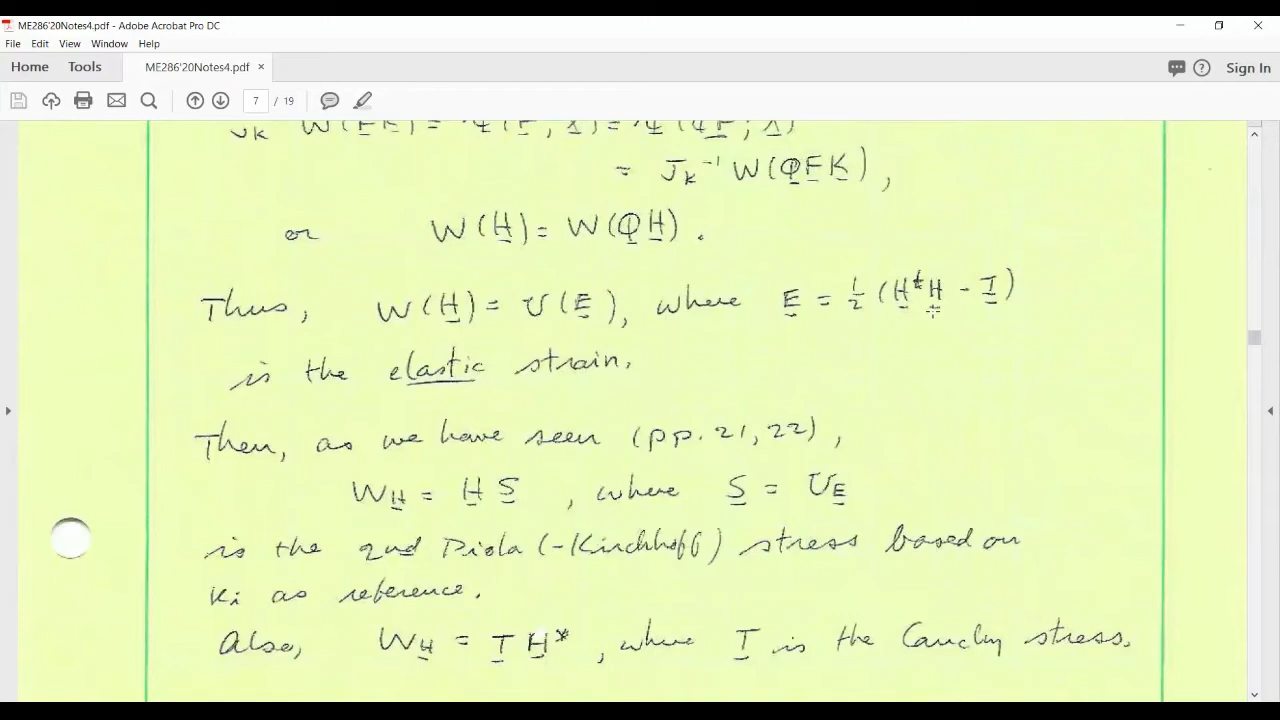 ME286'20Notes4.pdf - Adobe Acrobat Pro DC
File Edit View Window Help
Home Tools ME286'20Notes4.pdf × Sign In
7 / 19
= J_K⁻¹ W(QFK),
or W(H) = W(QH).
Thus, W(H) = U(E), where E = ½(HᵗH - I)
is the elastic strain.
Then, as we have seen (pp. 21, 22),
W_H = H S, where S = U_E
is the 2nd Piola (-Kirchhoff) stress based on
κi as reference.
Also, W_H = T H*, where T is the Cauchy stress.